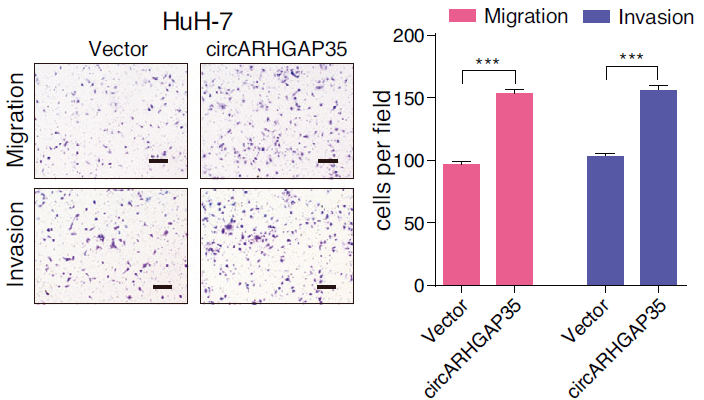 HuH-7
Vector circARHGAP35
Migration
Invasion
Migration Invasion
cells per field
200
150
100
50
0
*** ***
Vector
circARHGAP35
Vector
circARHGAP35